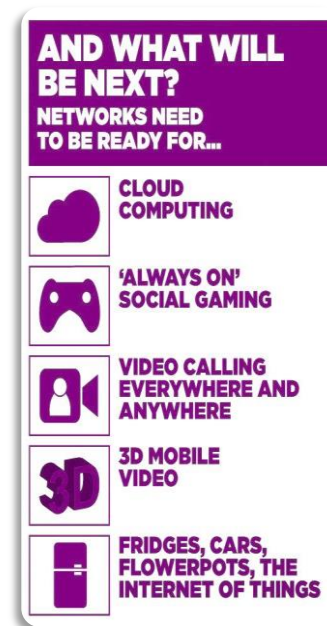 AND WHAT WILL
BE NEXT?
NETWORKS NEED
TO BE READY FOR...
CLOUD
COMPUTING
‘ALWAYS ON’
SOCIAL GAMING
VIDEO CALLING
EVERYWHERE AND
ANYWHERE
3D
3D MOBILE
VIDEO
FRIDGES, CARS,
FLOWERPOTS, THE
INTERNET OF THINGS